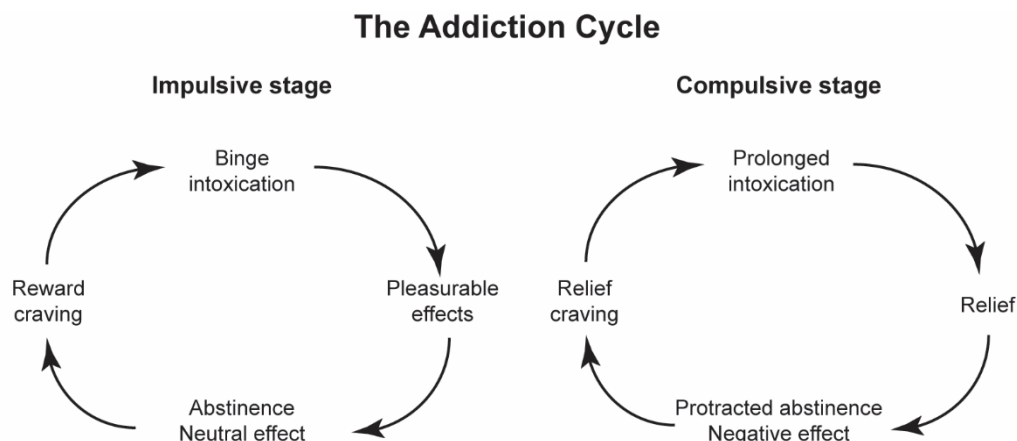 The Addiction Cycle
Impulsive stage
Binge
intoxication
Pleasurable
effects
Abstinence
Neutral effect
Reward
craving
Compulsive stage
Prolonged
intoxication
Relief
Protracted abstinence
Negative effect
Relief
craving